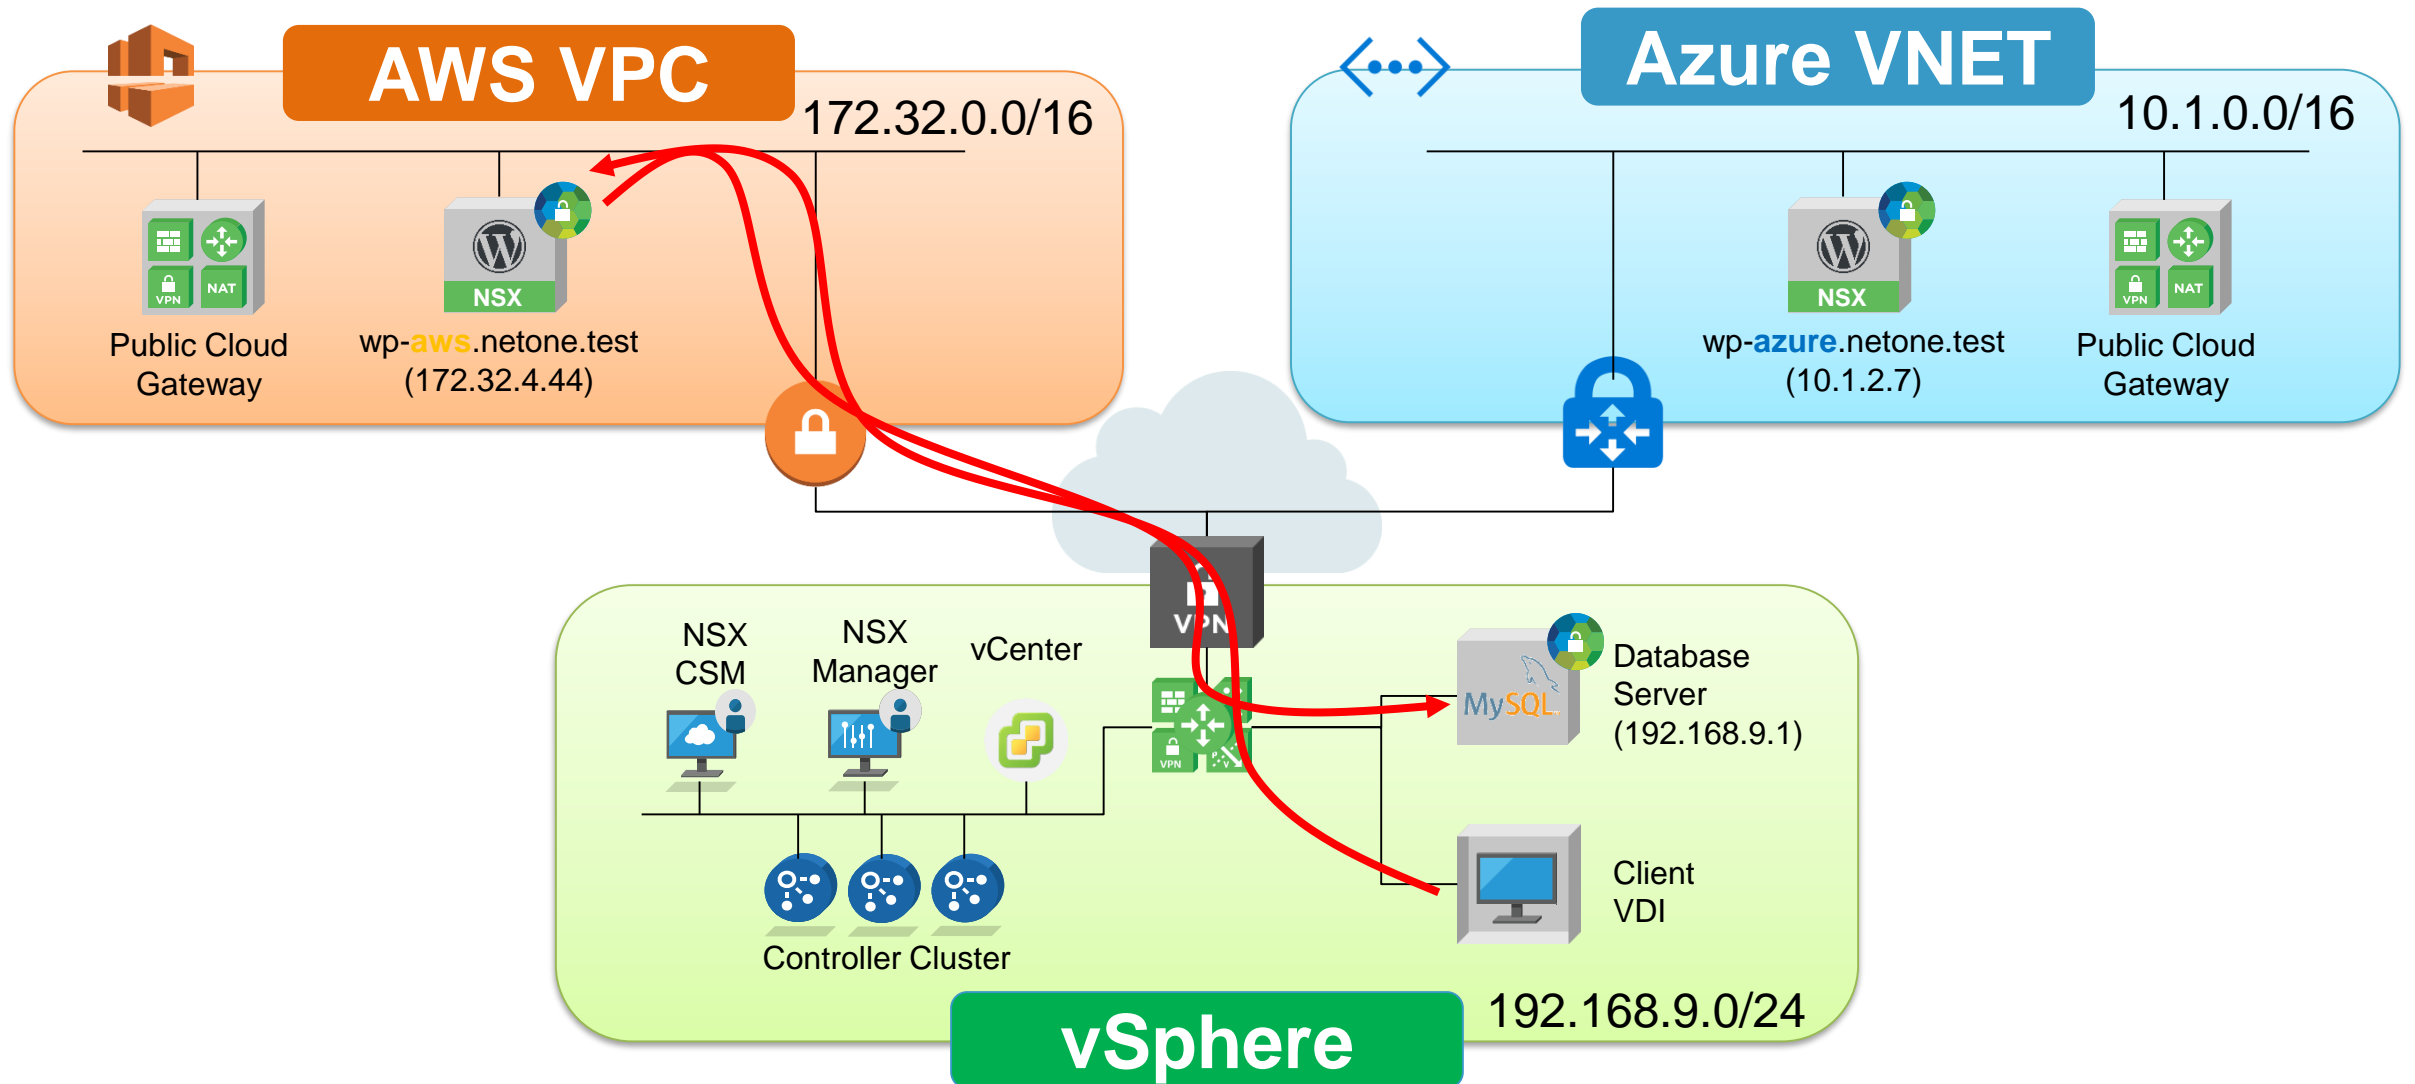 AWS VPC
172.32.0.0/16
VPN
NAT
Public Cloud
Gateway
NSX
wp-aws.netone.test
(172.32.4.44)
Azure VNET
10.1.0.0/16
NSX
wp-azure.netone.test
(10.1.2.7)
VPN
NAT
Public Cloud
Gateway
VPN
NSX
CSM
NSX
Manager
vCenter
VPN
P
V
MySQL
Database
Server
(192.168.9.1)
Client
VDI
Controller Cluster
192.168.9.0/24
vSphere